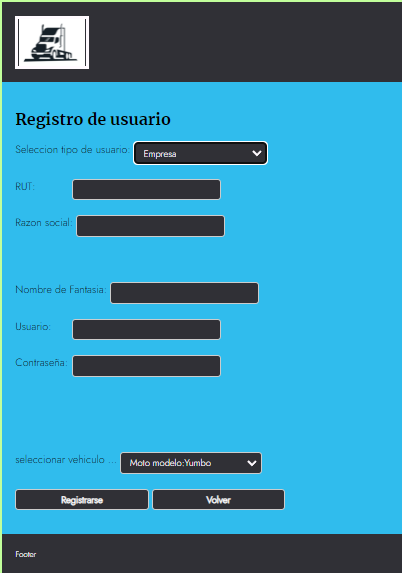 Registro de usuario
Seleccion tipo de usuario: Empresa
RUT:
Razon social:
Nombre de Fantasia:
Usuario:
Contraseña:
seleccionar vehiculo ... Moto modelo:Yumbo
Registrarse Volver
Footer